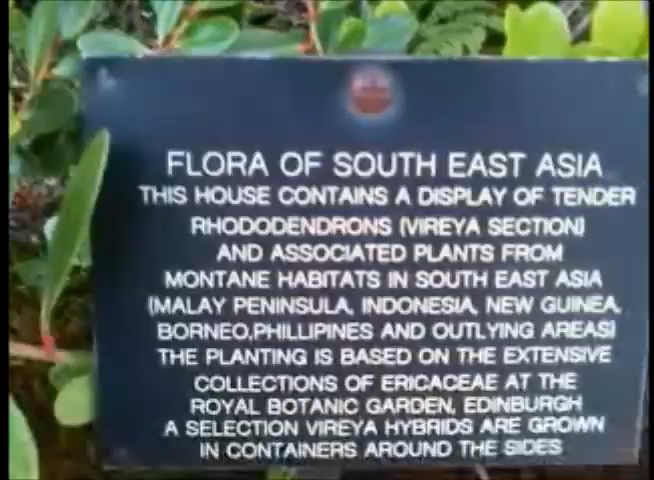 FLORA OF SOUTH EAST ASIA
THIS HOUSE CONTAINS A DISPLAY OF TENDER
RHODODENDRONS (VIREYA SECTION)
AND ASSOCIATED PLANTS FROM
MONTANE HABITATS IN SOUTH EAST ASIA
(MALAY PENINSULA, INDONESIA, NEW GUINEA,
BORNEO,PHILLIPINES AND OUTLYING AREAS)
THE PLANTING IS BASED ON THE EXTENSIVE
COLLECTIONS OF ERICACEAE AT THE
ROYAL BOTANIC GARDEN, EDINBURGH
A SELECTION VIREYA HYBRIDS ARE GROWN
IN CONTAINERS AROUND THE SIDES